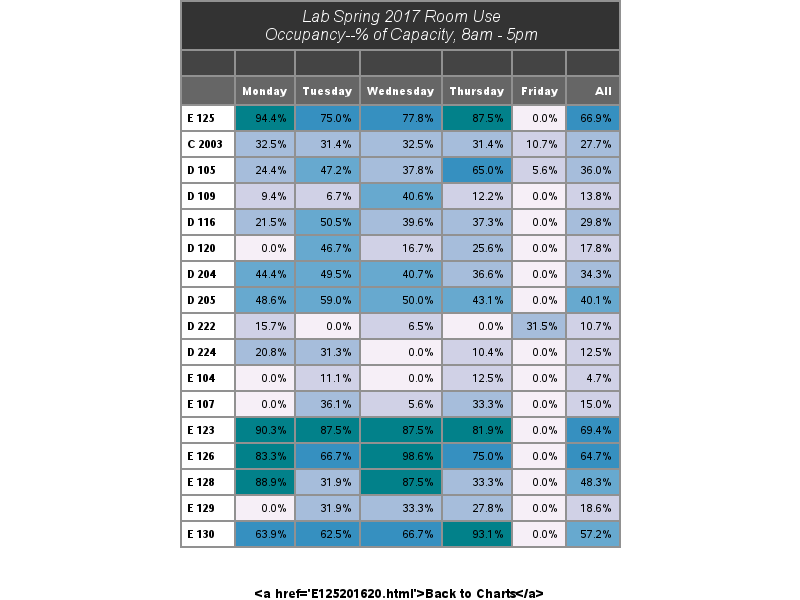 Lab Spring 2017 Room Use
Occupancy--% of Capacity, 8am - 5pm
Monday Tuesday Wednesday Thursday Friday All
E 125 94.4% 75.0% 77.8% 87.5% 0.0% 66.9%
C 2003 32.5% 31.4% 32.5% 31.4% 10.7% 27.7%
D 105 24.4% 47.2% 37.8% 65.0% 5.6% 36.0%
D 109 9.4% 6.7% 40.6% 12.2% 0.0% 13.8%
D 116 21.5% 50.5% 39.6% 37.3% 0.0% 29.8%
D 120 0.0% 46.7% 16.7% 25.6% 0.0% 17.8%
D 204 44.4% 49.5% 40.7% 36.6% 0.0% 34.3%
D 205 48.6% 59.0% 50.0% 43.1% 0.0% 40.1%
D 222 15.7% 0.0% 6.5% 0.0% 31.5% 10.7%
D 224 20.8% 31.3% 0.0% 10.4% 0.0% 12.5%
E 104 0.0% 11.1% 0.0% 12.5% 0.0% 4.7%
E 107 0.0% 36.1% 5.6% 33.3% 0.0% 15.0%
E 123 90.3% 87.5% 87.5% 81.9% 0.0% 69.4%
E 126 83.3% 66.7% 98.6% 75.0% 0.0% 64.7%
E 128 88.9% 31.9% 87.5% 33.3% 0.0% 48.3%
E 129 0.0% 31.9% 33.3% 27.8% 0.0% 18.6%
E 130 63.9% 62.5% 66.7% 93.1% 0.0% 57.2%
<a href='E125201620.html'>Back to Charts</a>